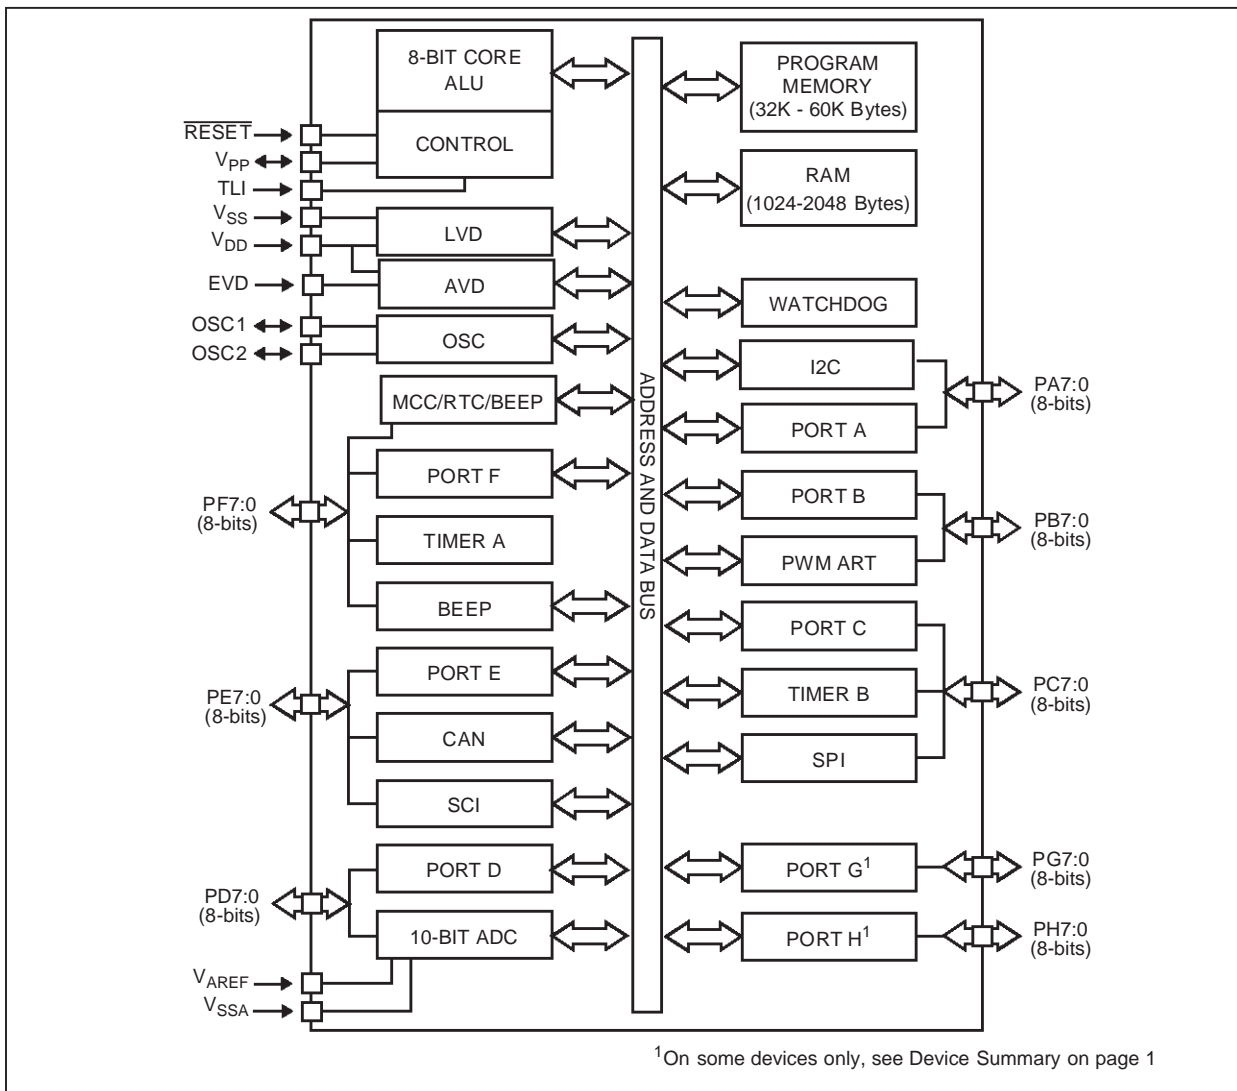 8-BIT CORE
ALU
CONTROL
RESET
VPP
TLI
VSS
VDD
EVD
OSC1
OSC2
LVD
AVD
OSC
MCC/RTC/BEEP
PORT F
TIMER A
BEEP
PF7:0
(8-bits)
PORT E
CAN
SCI
PE7:0
(8-bits)
PORT D
10-BIT ADC
PD7:0
(8-bits)
VAREF
VSSA
ADDRESS AND DATA BUS
PROGRAM
MEMORY
(32K - 60K Bytes)
RAM
(1024-2048 Bytes)
WATCHDOG
I2C
PORT A
PA7:0
(8-bits)
PORT B
PWM ART
PB7:0
(8-bits)
PORT C
TIMER B
SPI
PC7:0
(8-bits)
PORT G1
PG7:0
(8-bits)
PORT H1
PH7:0
(8-bits)
1On some devices only, see Device Summary on page 1